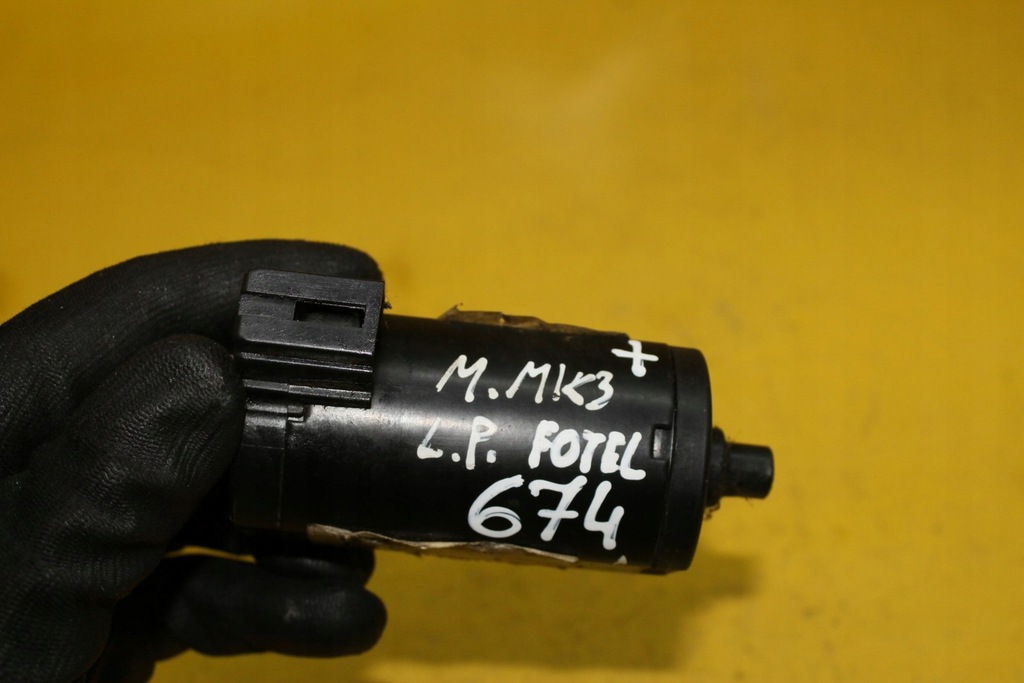 M.MK3 +
L.P. FOTEL
674